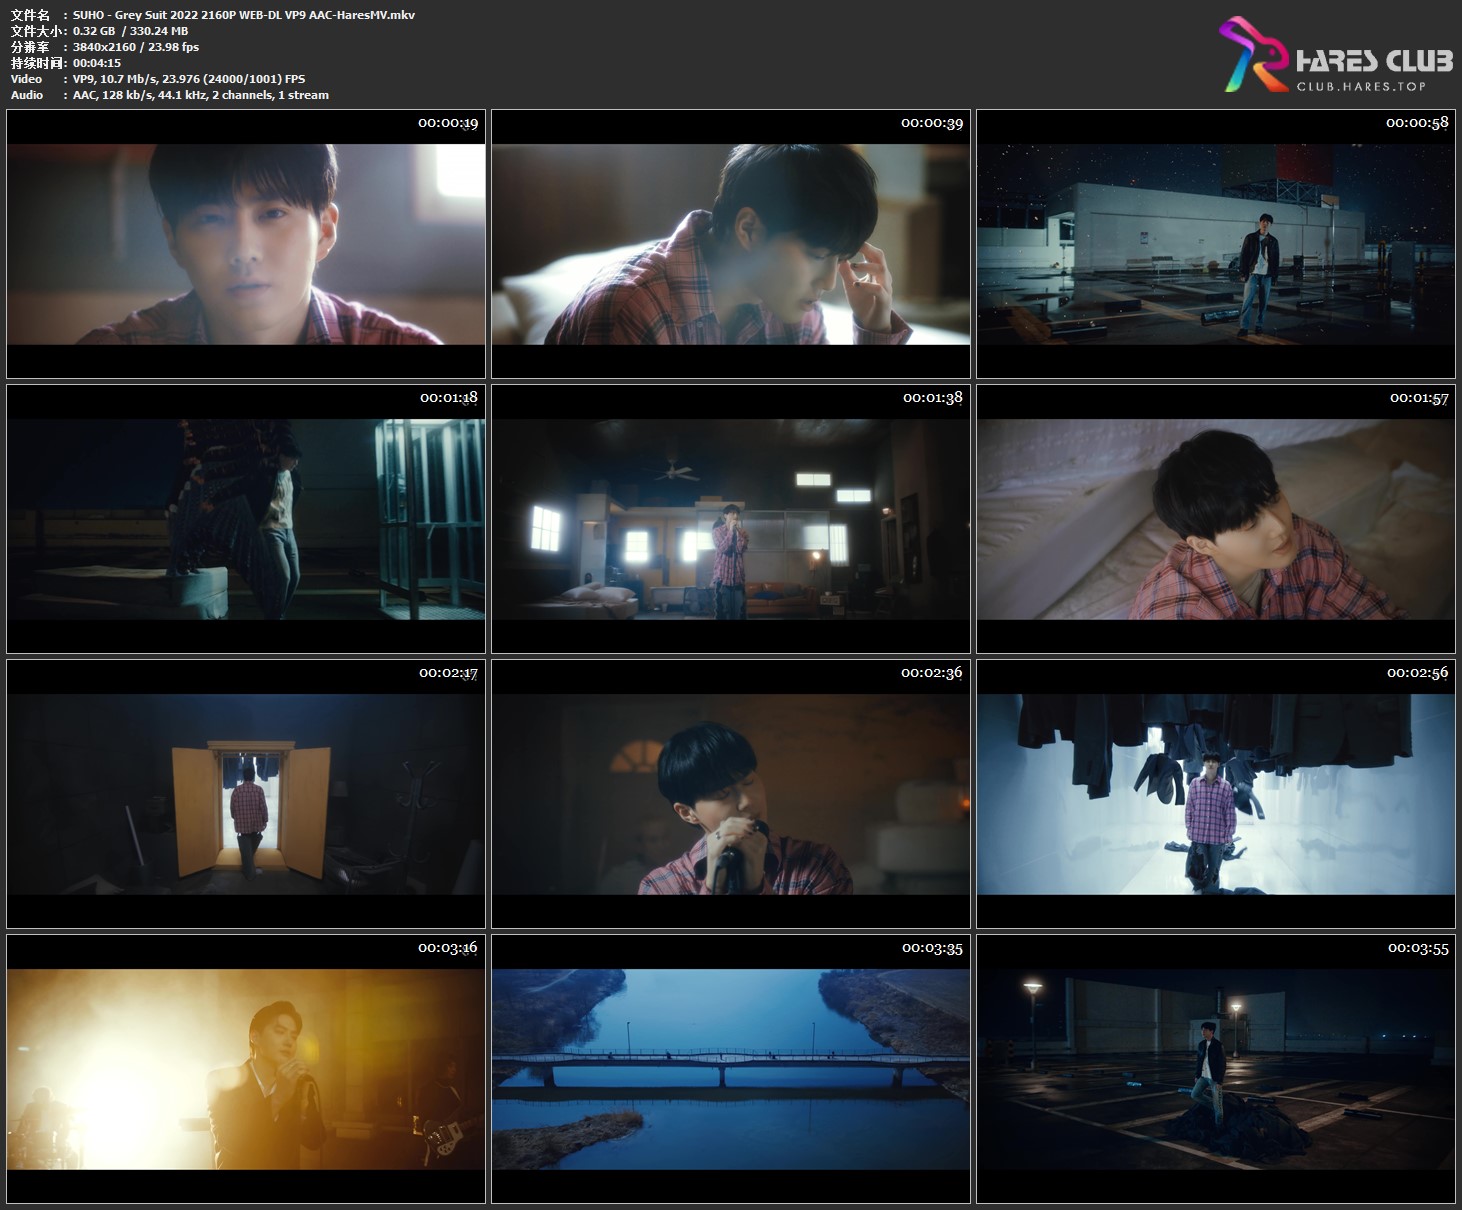 文件名 : SUHO - Grey Suit 2022 2160P WEB-DL VP9 AAC-HaresMV.mkv
文件大小: 0.32 GB / 330.24 MB
分辨率 : 3840x2160 / 23.98 fps
持续时间: 00:04:15
Video : VP9, 10.7 Mb/s, 23.976 (24000/1001) FPS
Audio : AAC, 128 kb/s, 44.1 kHz, 2 channels, 1 stream
HARES CLUB
CLUB.HARES.TOP
00:00:19
00:00:39
00:00:58
00:01:18
00:01:38
00:01:57
00:02:17
00:02:36
00:02:56
00:03:16
00:03:35
00:03:55